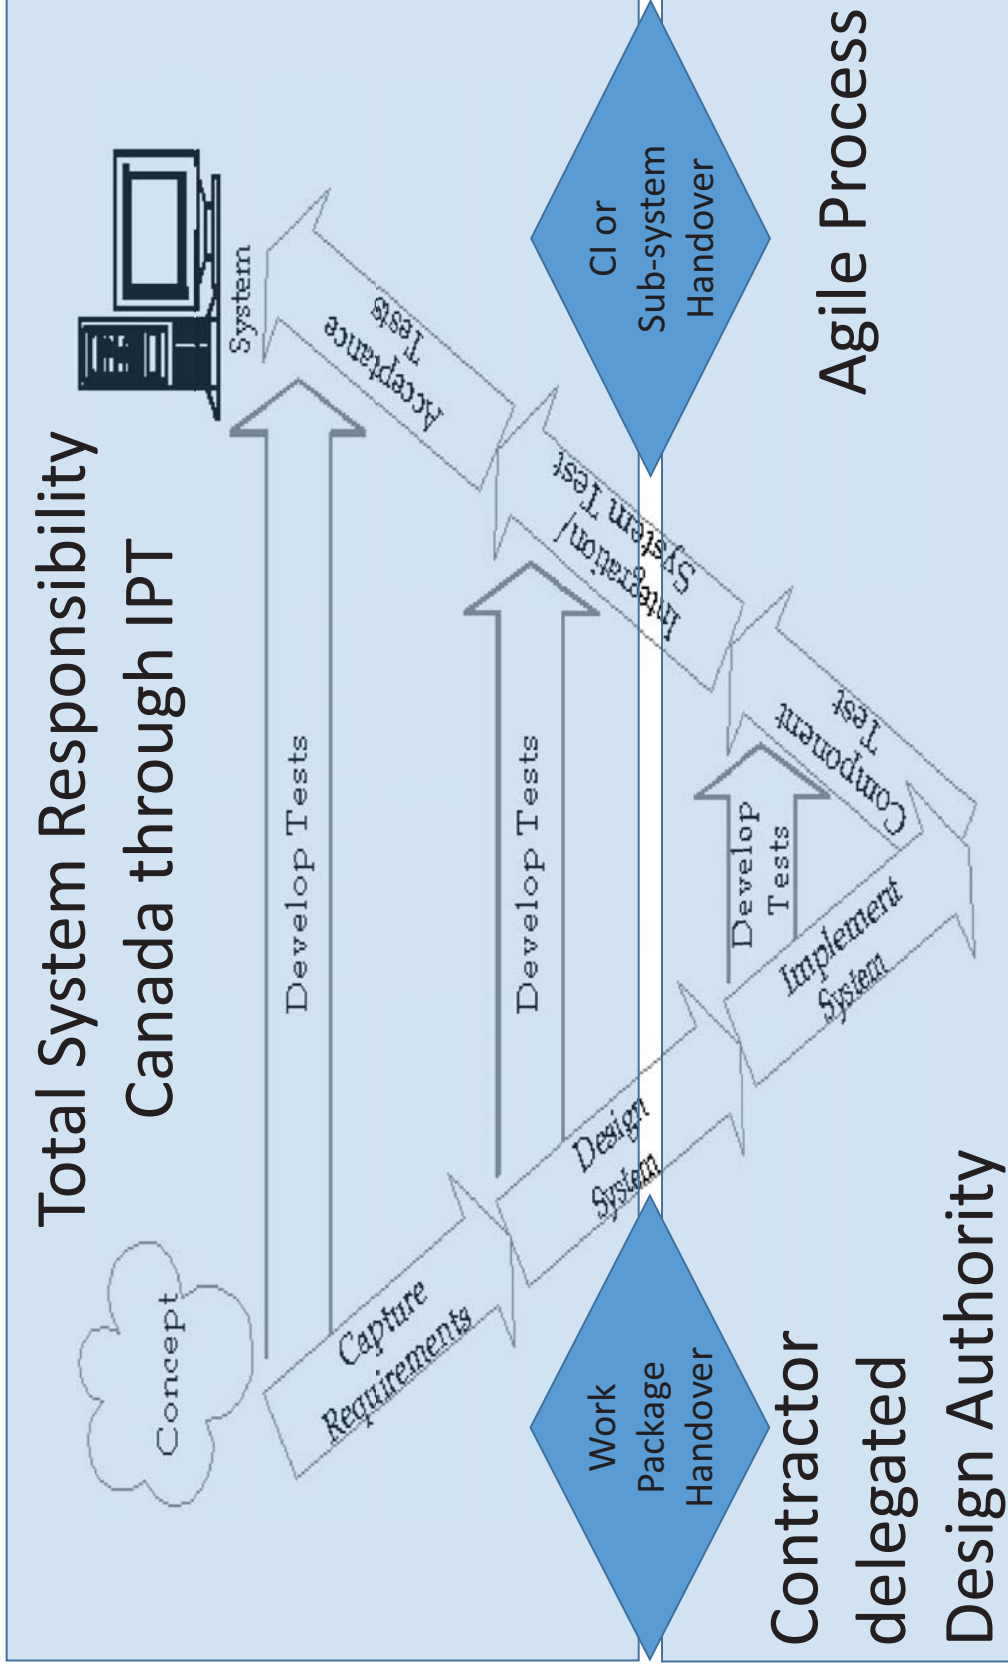 Total System Responsibility
Canada through IPT
Concept
System
Develop Tests
Capture
Requirements
Acceptance
Tests
Develop Tests
Design
System
Integration/
System Test
Work
Package
Handover
CI or
Sub-system
Handover
Develop
Tests
Implement
System
Component
Test
Contractor
delegated
Design Authority
Agile Process